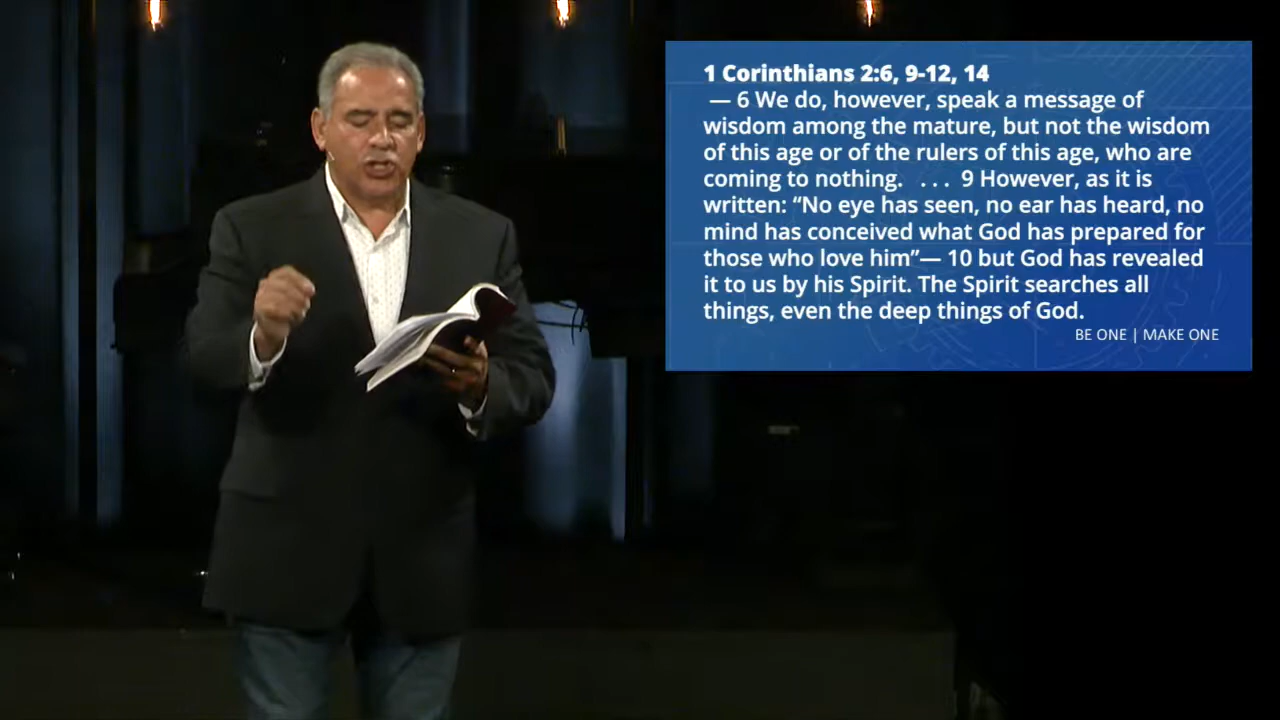 1 Corinthians 2:6, 9-12, 14
— 6 We do, however, speak a message of
wisdom among the mature, but not the wisdom
of this age or of the rulers of this age, who are
coming to nothing.  . . .  9 However, as it is
written: “No eye has seen, no ear has heard, no
mind has conceived what God has prepared for
those who love him”— 10 but God has revealed
it to us by his Spirit. The Spirit searches all
things, even the deep things of God.
BE ONE | MAKE ONE